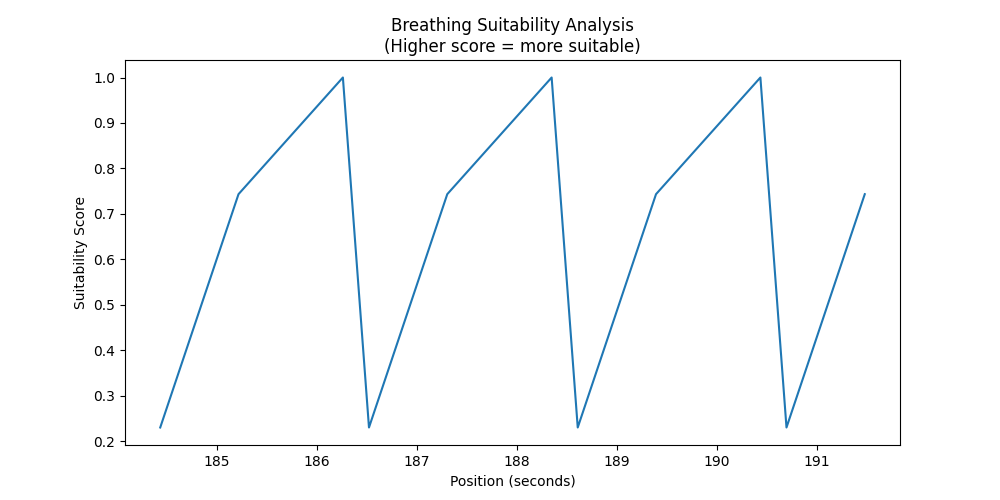 Breathing Suitability Analysis
(Higher score = more suitable)
Suitability Score
1.0
0.9
0.8
0.7
0.6
0.5
0.4
0.3
0.2
185 186 187 188 189 190 191
Position (seconds)